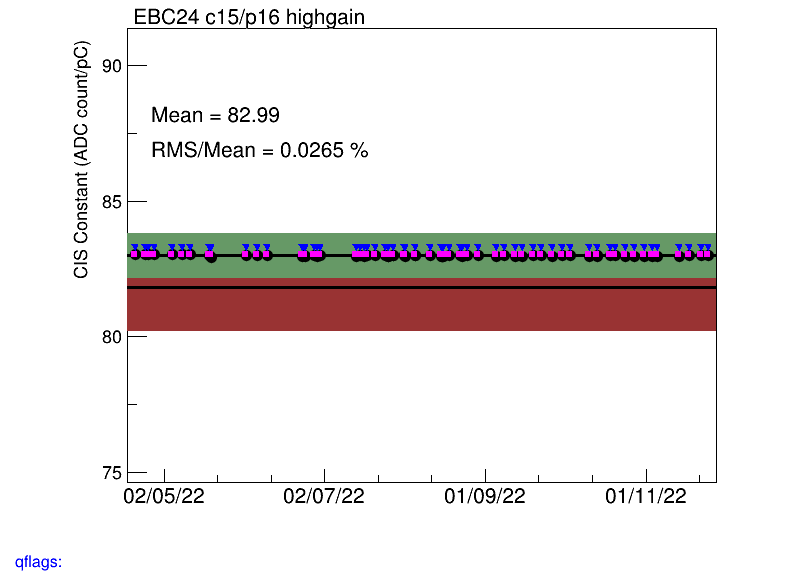 EBC24 c15/p16 highgain
CIS Constant (ADC count/pC)
90
85
80
75
Mean = 82.99
RMS/Mean = 0.0265 %
02/05/22 02/07/22 01/09/22 01/11/22
qflags: